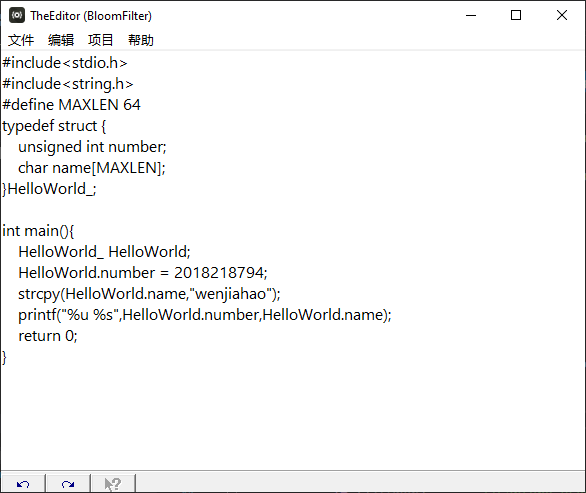 TheEditor (BloomFilter)
文件 编辑 项目 帮助
#include<stdio.h>
#include<string.h>
#define MAXLEN 64
typedef struct {
    unsigned int number;
    char name[MAXLEN];
}HelloWorld_;

int main(){
    HelloWorld_ HelloWorld;
    HelloWorld.number = 2018218794;
    strcpy(HelloWorld.name,"wenjiahao");
    printf("%u %s",HelloWorld.number,HelloWorld.name);
    return 0;
}